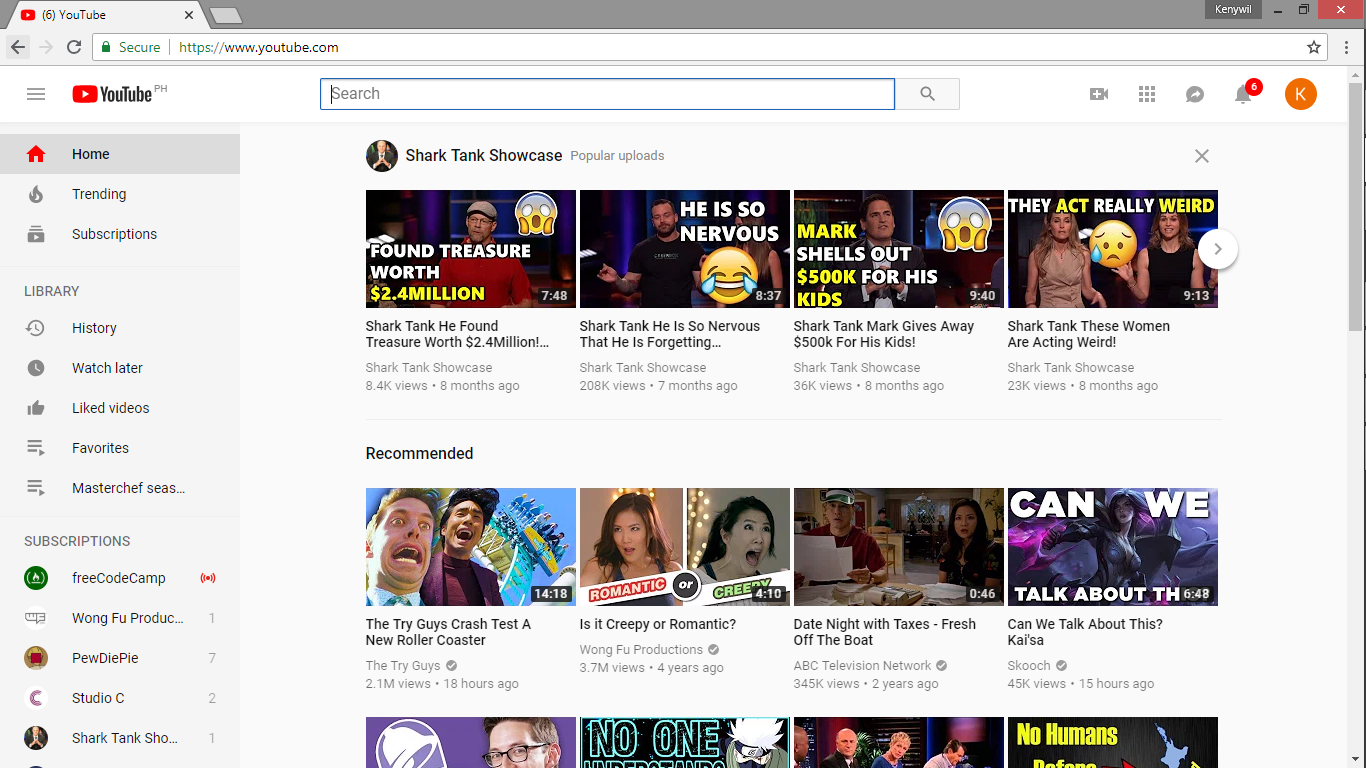 (6) YouTube
Kenywil
Secure
https://www.youtube.com
YouTube PH
Search
6
K
Home
Trending
Subscriptions
LIBRARY
History
Watch later
Liked videos
Favorites
Masterchef seas...
SUBSCRIPTIONS
freeCodeCamp
Wong Fu Produc... 1
PewDiePie 7
Studio C 2
Shark Tank Sho... 1
Shark Tank Showcase Popular uploads
FOUND TREASURE
WORTH
$2.4MILLION
7:48
Shark Tank He Found
Treasure Worth $2.4Million!...
Shark Tank Showcase
8.4K views • 8 months ago
HE IS SO
NERVOUS
8:37
Shark Tank He Is So Nervous
That He Is Forgetting...
Shark Tank Showcase
208K views • 7 months ago
MARK
SHELLS OUT
$500K FOR HIS
KIDS
9:40
Shark Tank Mark Gives Away
$500k For His Kids!
Shark Tank Showcase
36K views • 8 months ago
THEY ACT REALLY WEIRD
9:13
Shark Tank These Women
Are Acting Weird!
Shark Tank Showcase
23K views • 8 months ago
Recommended
14:18
The Try Guys Crash Test A
New Roller Coaster
The Try Guys
2.1M views • 18 hours ago
ROMANTIC or CREEPY
4:10
Is it Creepy or Romantic?
Wong Fu Productions
3.7M views • 4 years ago
0:46
Date Night with Taxes - Fresh
Off The Boat
ABC Television Network
345K views • 2 years ago
CAN WE
TALK ABOUT TH
6:48
Can We Talk About This?
Kai'sa
Skooch
45K views • 15 hours ago
NO ONE
UNDERSTANDS
No Humans